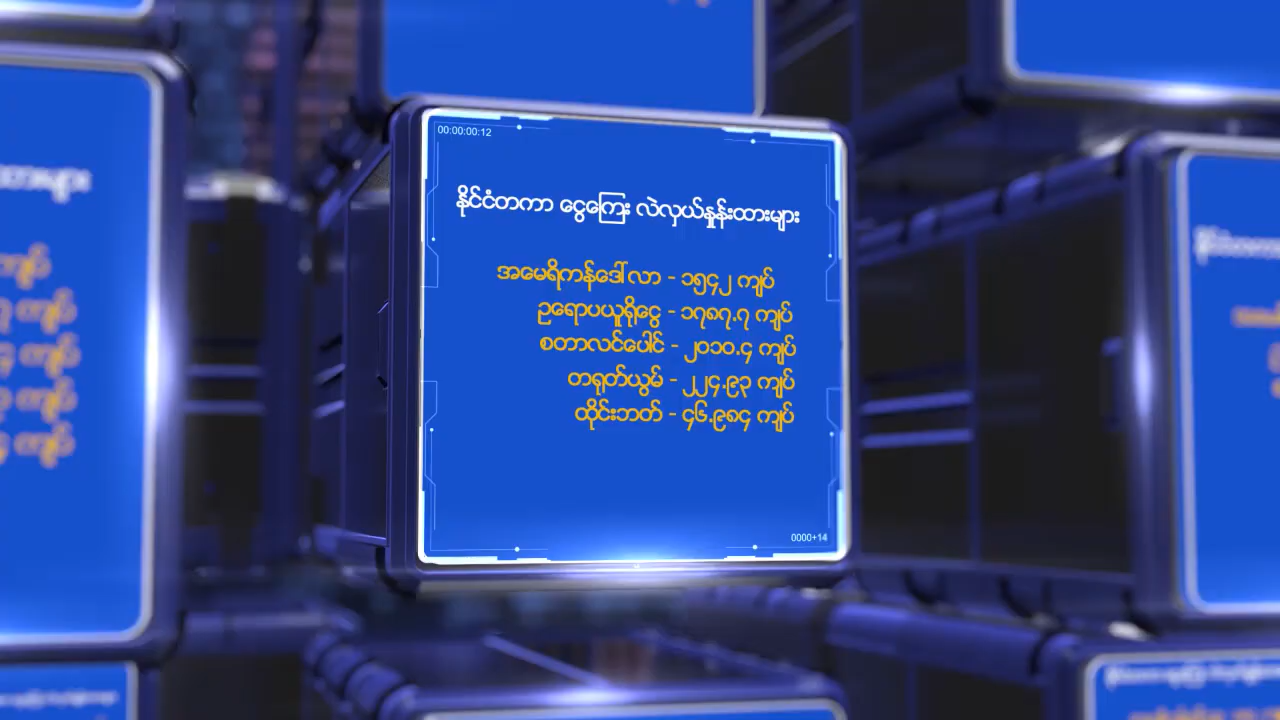 00:00:00:12
နိုင်ငံတကာ ငွေကြေး လဲလှယ်နှုန်းထားများ
အမေရိကန်ဒေါ်လာ - ၁၅၄၂ ကျပ်
ဥရောပယူရိုငွေ - ၁၇၈၇.၇ ကျပ်
စတာလင်ပေါင် - ၂၀၁၀.၄ ကျပ်
တရုတ်ယွမ် - ၂၂၄.၉၃ ကျပ်
ထိုင်းဘတ် - ၄၆.၉၈၄ ကျပ်
0000+14